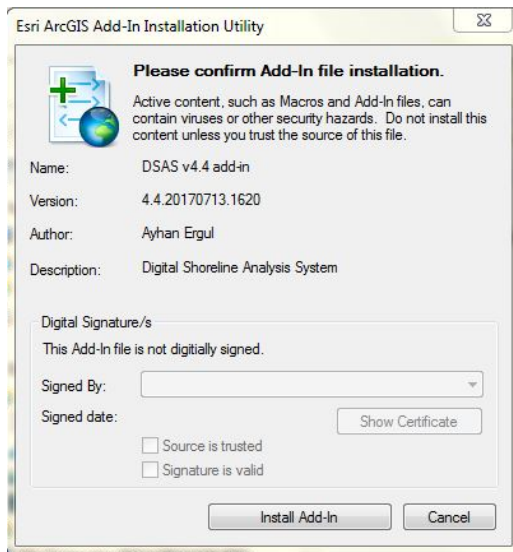 Esri ArcGIS Add-In Installation Utility
Please confirm Add-In file installation.
Active content, such as Macros and Add-In files, can
contain viruses or other security hazards. Do not install this
content unless you trust the source of this file.
Name: DSAS v4.4 add-in
Version: 4.4.20170713.1620
Author: Ayhan Ergul
Description: Digital Shoreline Analysis System
Digital Signature/s
This Add-In file is not digitially signed.
Signed By:
Signed date:
Show Certificate
Source is trusted
Signature is valid
Install Add-In Cancel